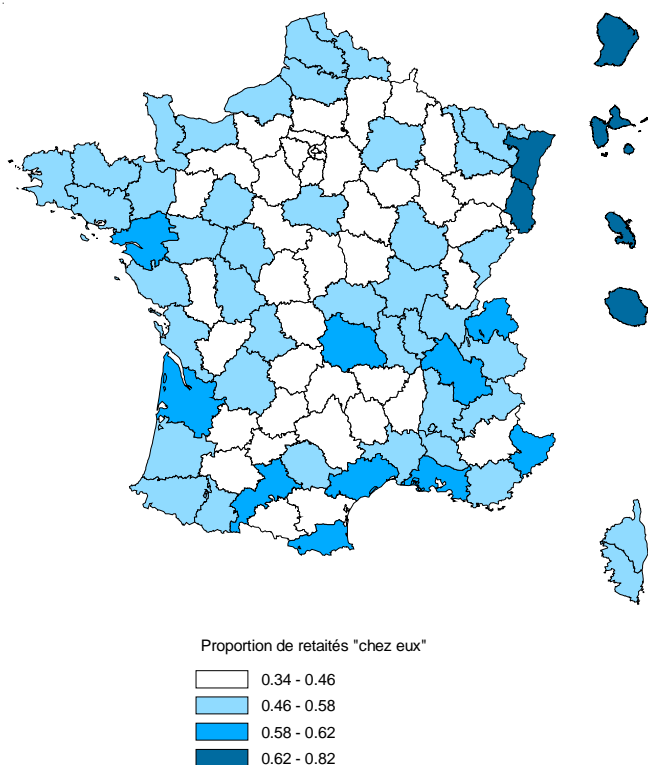 Proportion de retaités "chez eux"
0.34 - 0.46
0.46 - 0.58
0.58 - 0.62
0.62 - 0.82